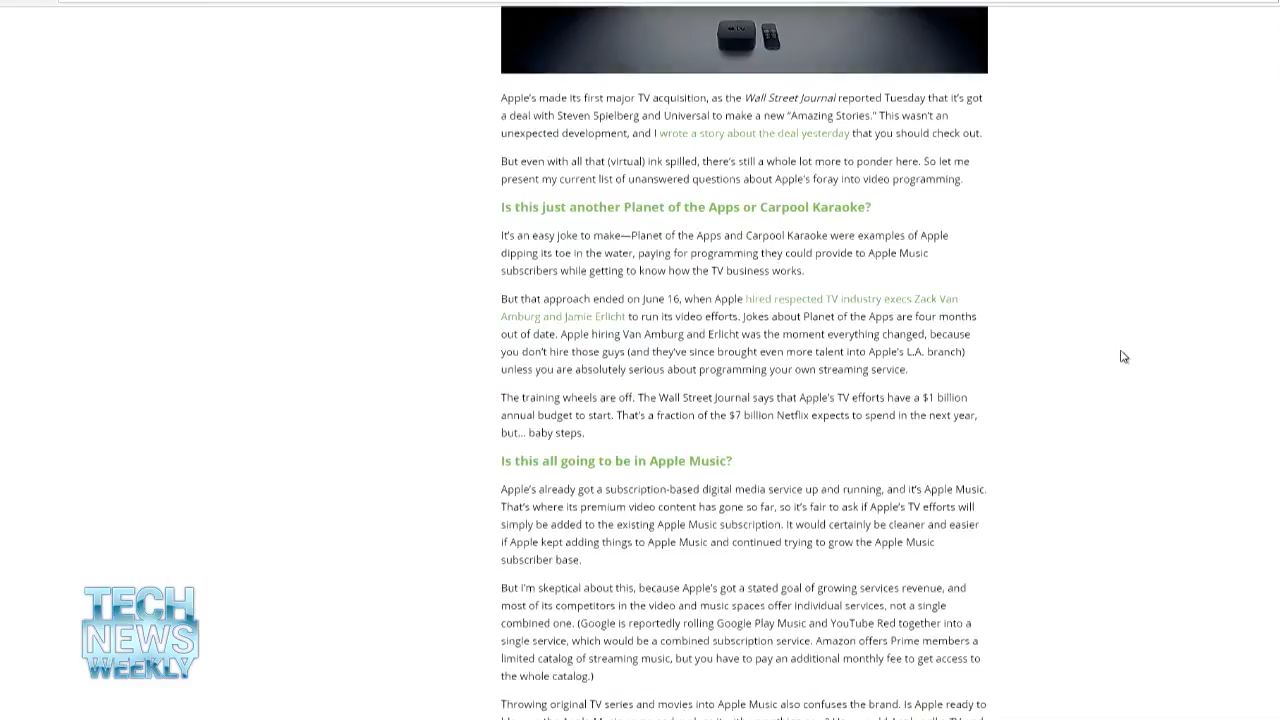 Apple's made its first major TV acquisition, as the Wall Street Journal reported Tuesday that it's got
a deal with Steven Spielberg and Universal to make a new "Amazing Stories." This wasn't an
unexpected development, and I wrote a story about the deal yesterday that you should check out.
But even with all that (virtual) ink spilled, there's still a whole lot more to ponder here. So let me
present my current list of unanswered questions about Apple's foray into video programming.
Is this just another Planet of the Apps or Carpool Karaoke?
It's an easy joke to make—Planet of the Apps and Carpool Karaoke were examples of Apple
dipping its toe in the water, paying for programming they could provide to Apple Music
subscribers while getting to know how the TV business works.
But that approach ended on June 16, when Apple hired respected TV industry execs Zack Van
Amburg and Jamie Erlicht to run its video efforts. Jokes about Planet of the Apps are four months
out of date. Apple hiring Van Amburg and Erlicht was the moment everything changed, because
you don't hire those guys (and they've since brought even more talent into Apple's L.A. branch)
unless you are absolutely serious about programming your own streaming service.
The training wheels are off. The Wall Street Journal says that Apple's TV efforts have a $1 billion
annual budget to start. That's a fraction of the $7 billion Netflix expects to spend in the next year,
but... baby steps.
Is this all going to be in Apple Music?
Apple's already got a subscription-based digital media service up and running, and it's Apple Music.
That's where its premium video content has gone so far, so it's fair to ask if Apple's TV efforts will
simply be added to the existing Apple Music subscription. It would certainly be cleaner and easier
if Apple kept adding things to Apple Music and continued trying to grow the Apple Music
subscriber base.
But I'm skeptical about this, because Apple's got a stated goal of growing services revenue, and
most of its competitors in the video and music spaces offer individual services, not a single
combined one. (Google is reportedly rolling Google Play Music and YouTube Red together into a
single service, which would be a combined subscription service. Amazon offers Prime members a
limited catalog of streaming music, but you have to pay an additional monthly fee to get access to
the whole catalog.)
Throwing original TV series and movies into Apple Music also confuses the brand. Is Apple ready to
TECH
NEWS
WEEKLY